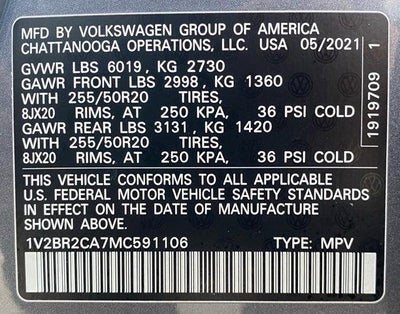 MFD BY VOLKSWAGEN GROUP OF AMERICA
CHATTANOOGA OPERATIONS, LLC. USA 05/2021
GVWR LBS 6019, KG 2730
GAWR FRONT LBS 2998, KG 1360
WITH 255/50R20 TIRES,
8JX20 RIMS, AT 250 KPA, 36 PSI COLD
GAWR REAR LBS 3131, KG 1420
WITH 255/50R20 TIRES,
8JX20 RIMS, AT 250 KPA, 36 PSI COLD
THIS VEHICLE CONFORMS TO ALL APPLICABLE
U.S. FEDERAL MOTOR VEHICLE SAFETY STANDARDS
IN EFFECT ON THE DATE OF MANUFACTURE
SHOWN ABOVE.
1V2BR2CA7MC591106 TYPE: MPV
1919709 1